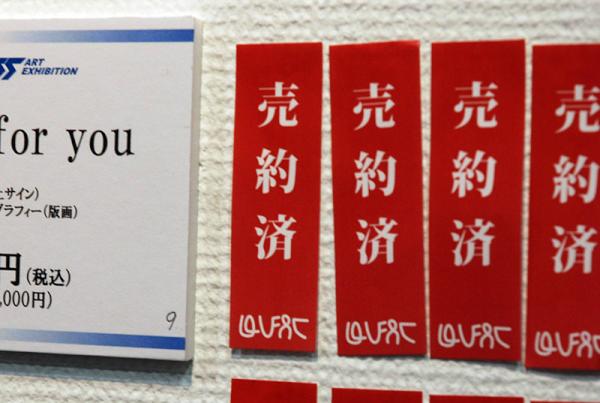 ART
EXHIBITION
for you
サイン)
グラフィー(版画)
円(税込)
,000円)
9
売約済
売約済
売約済
売約済